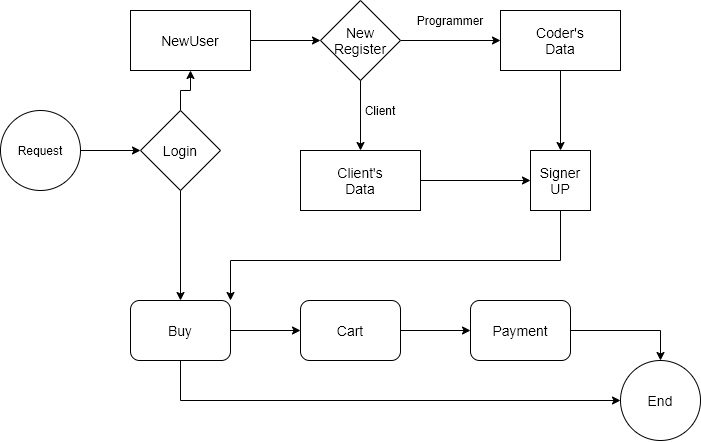 Programmer
NewUser
New
Register
Coder's
Data
Client
Request
Login
Client's
Data
Signer
UP
Buy
Cart
Payment
End